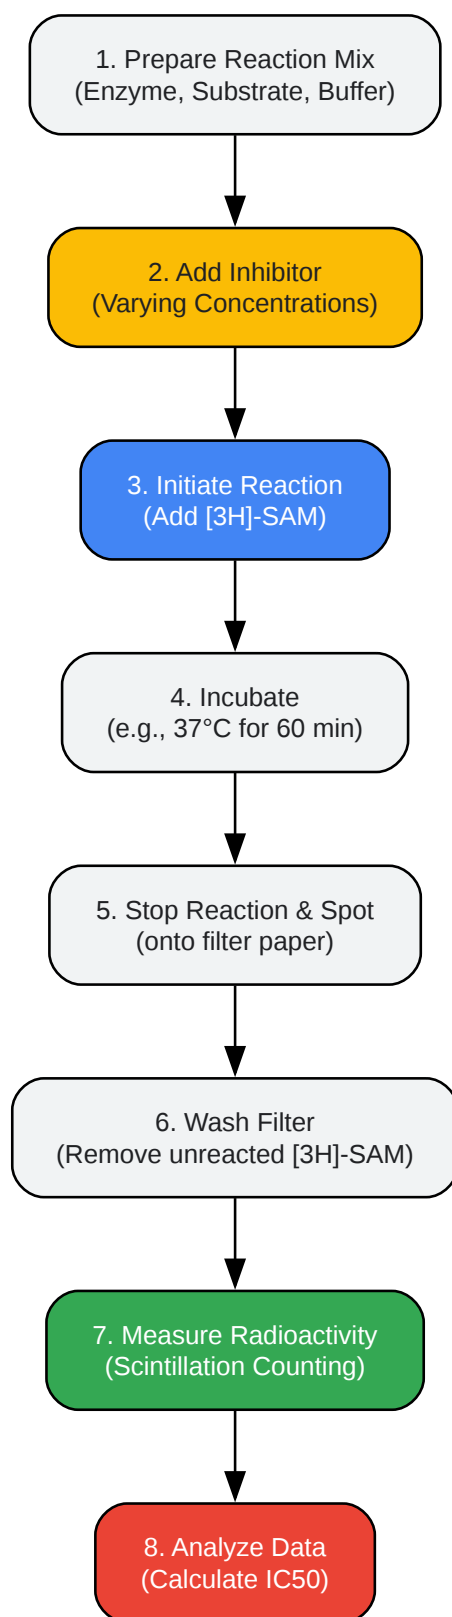 1. Prepare Reaction Mix
(Enzyme, Substrate, Buffer)
2. Add Inhibitor
(Varying Concentrations)
3. Initiate Reaction
(Add [3H]-SAM)
4. Incubate
(e.g., 37°C for 60 min)
5. Stop Reaction & Spot
(onto filter paper)
6. Wash Filter
(Remove unreacted [3H]-SAM)
7. Measure Radioactivity
(Scintillation Counting)
8. Analyze Data
(Calculate IC50)